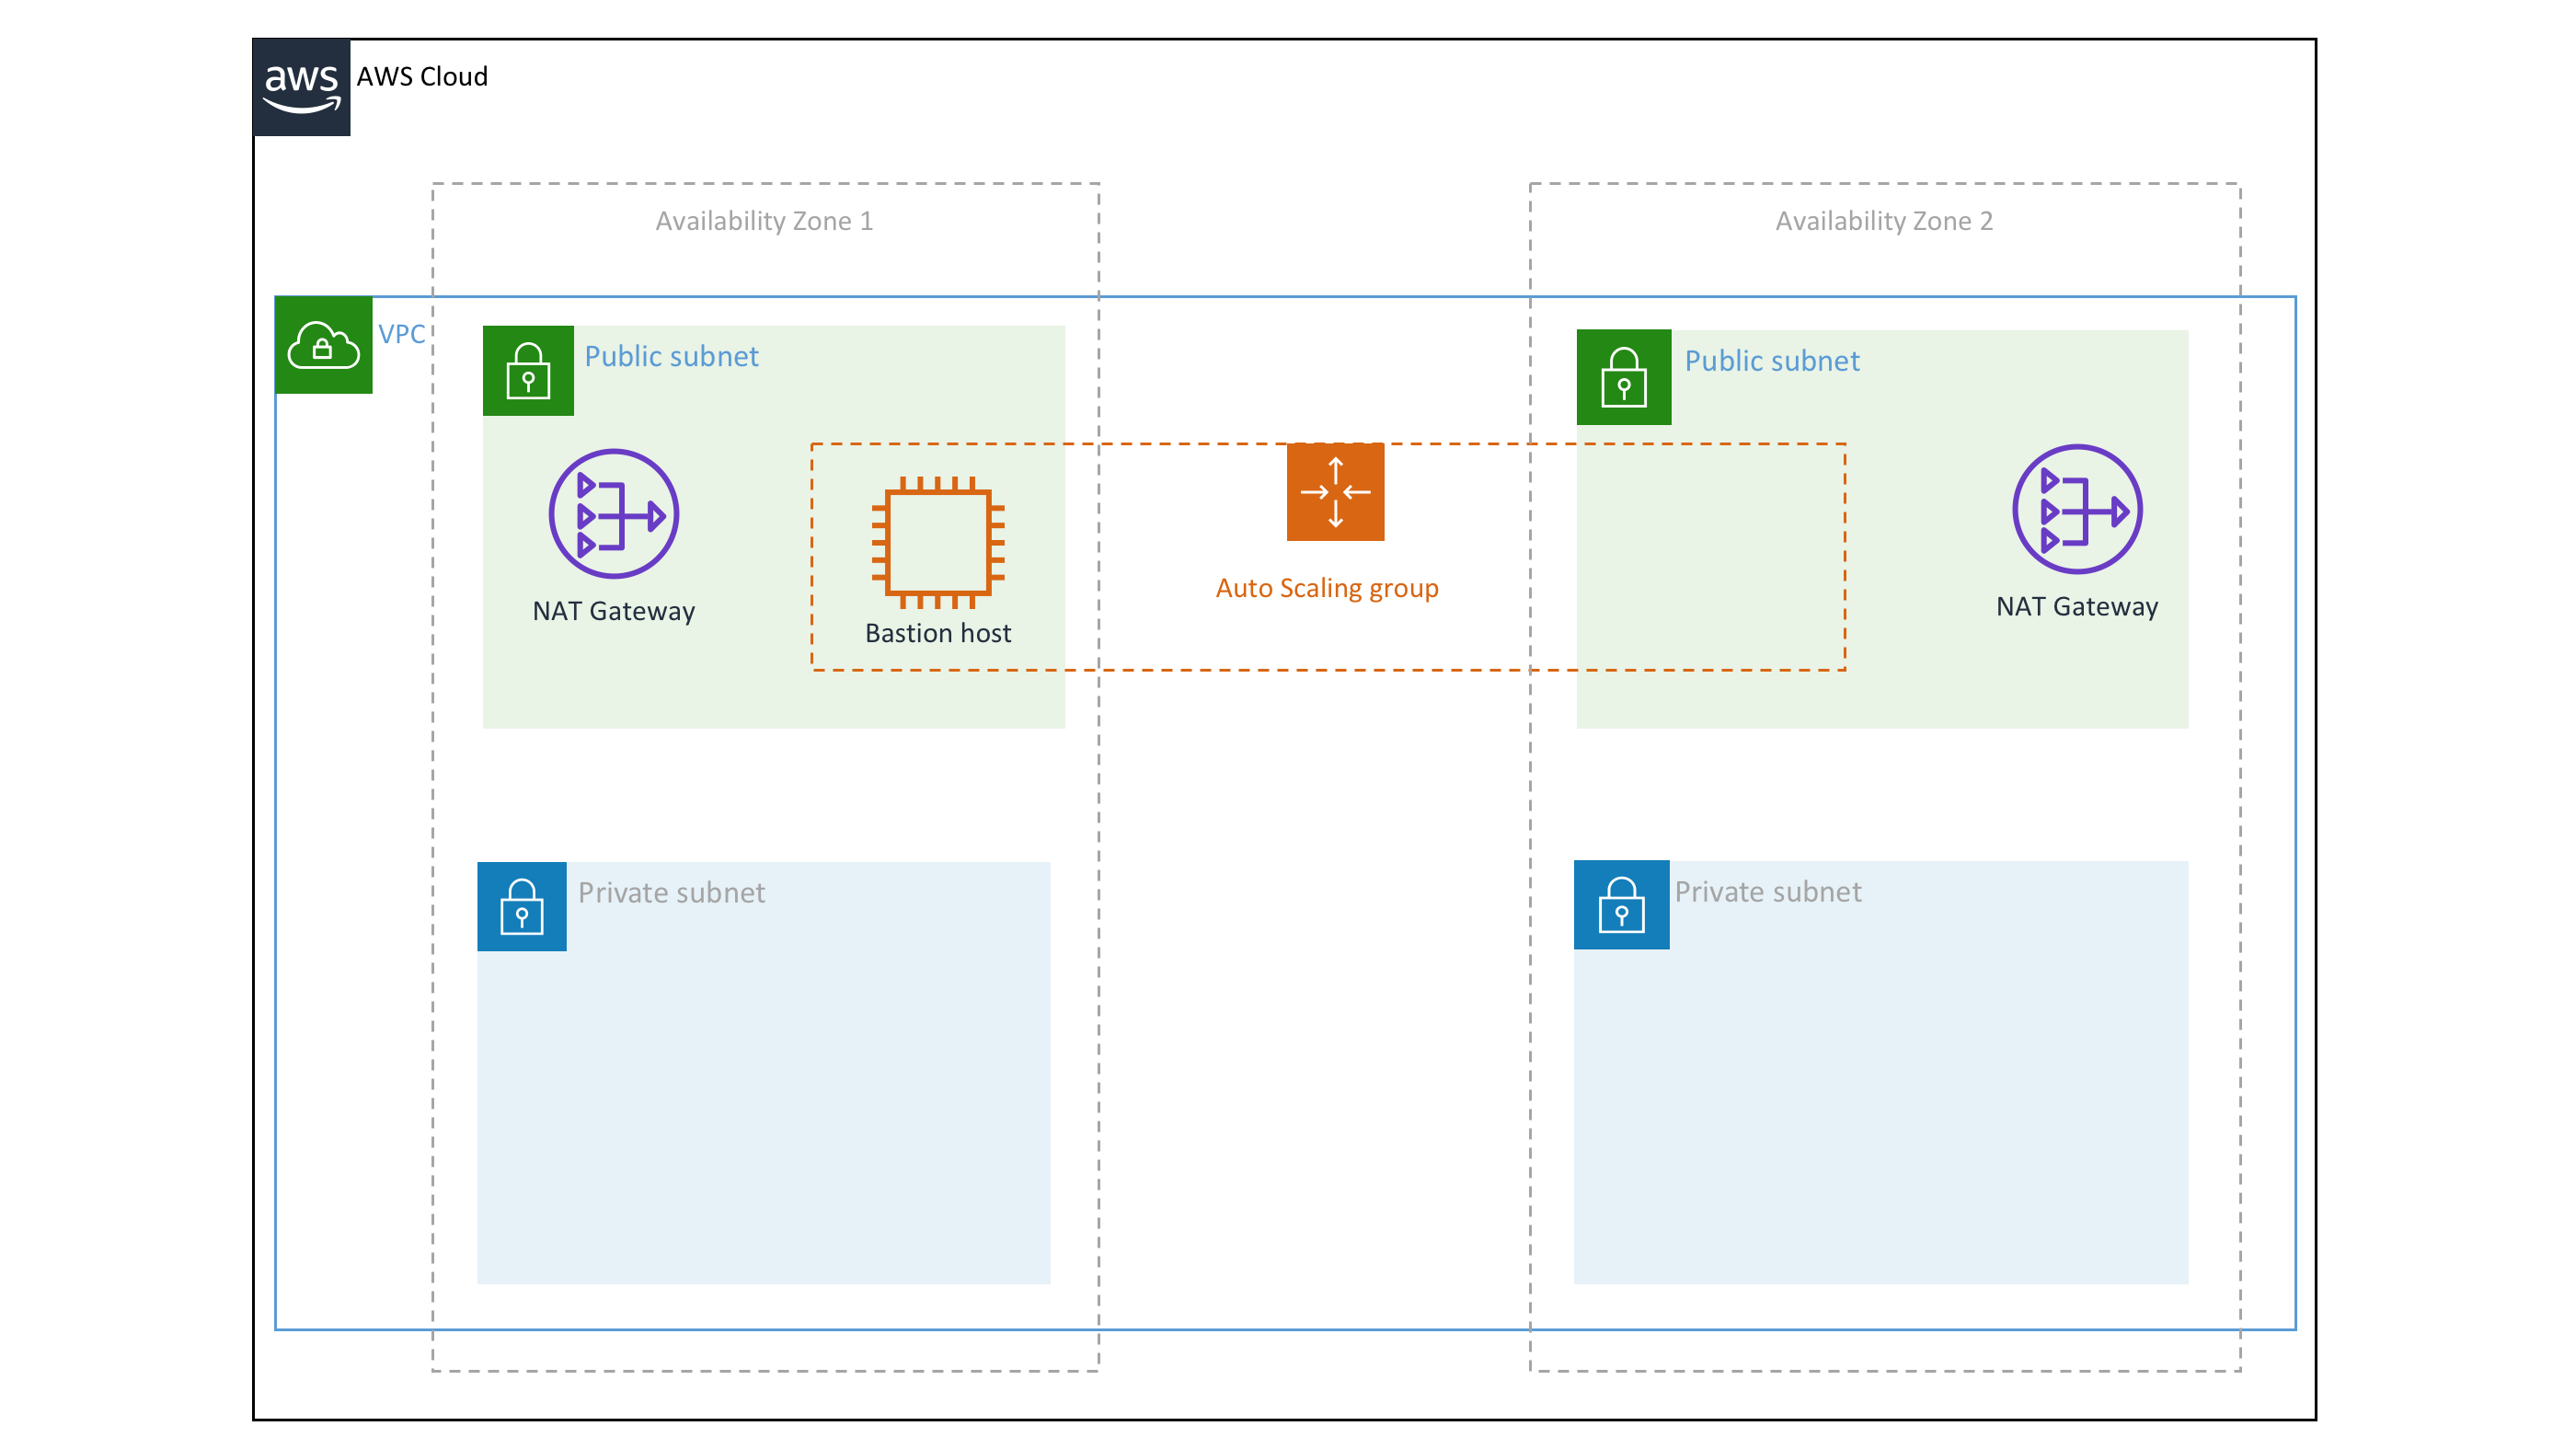 aws
AWS Cloud
Availability Zone 1
Availability Zone 2
VPC
Public subnet
Public subnet
NAT Gateway
Bastion host
Auto Scaling group
NAT Gateway
Private subnet
Private subnet